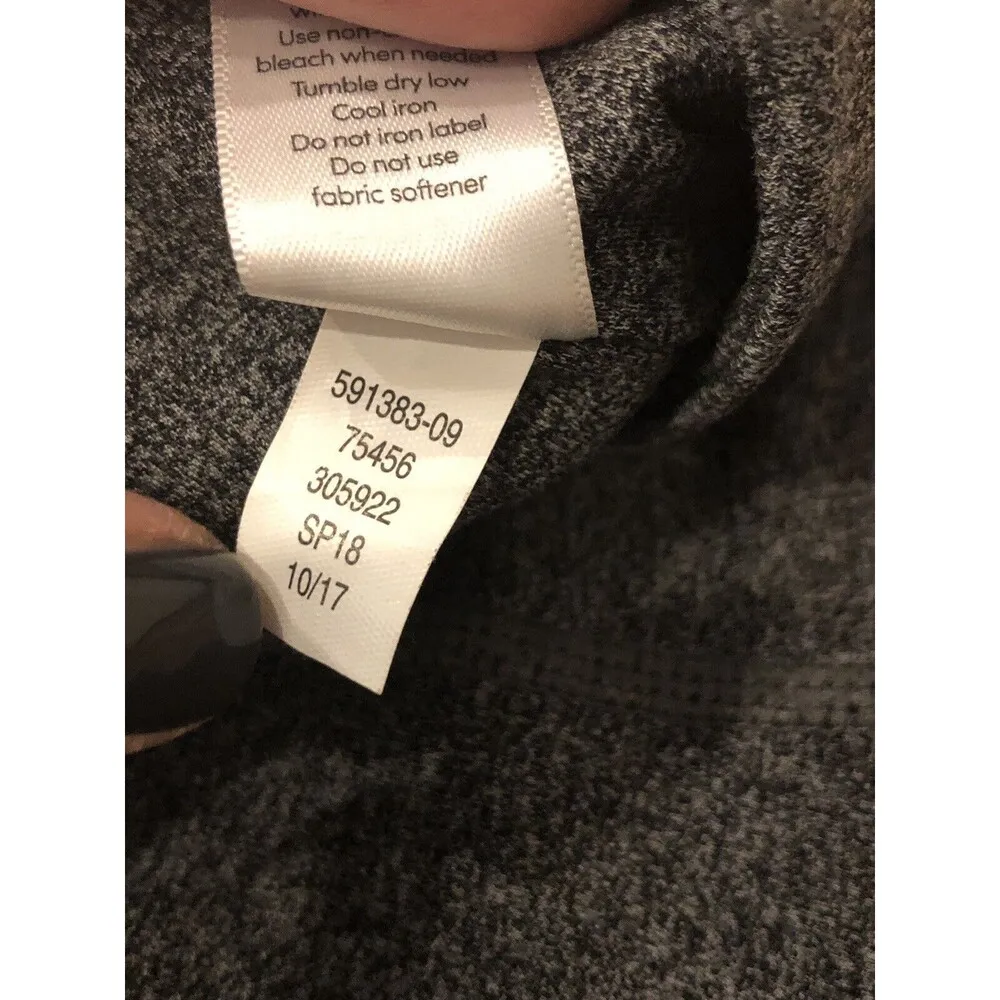 Use non-
bleach when needed
Tumble dry low
Cool iron
Do not iron label
Do not use
fabric softener
591383-09
75456
305922
SP18
10/17